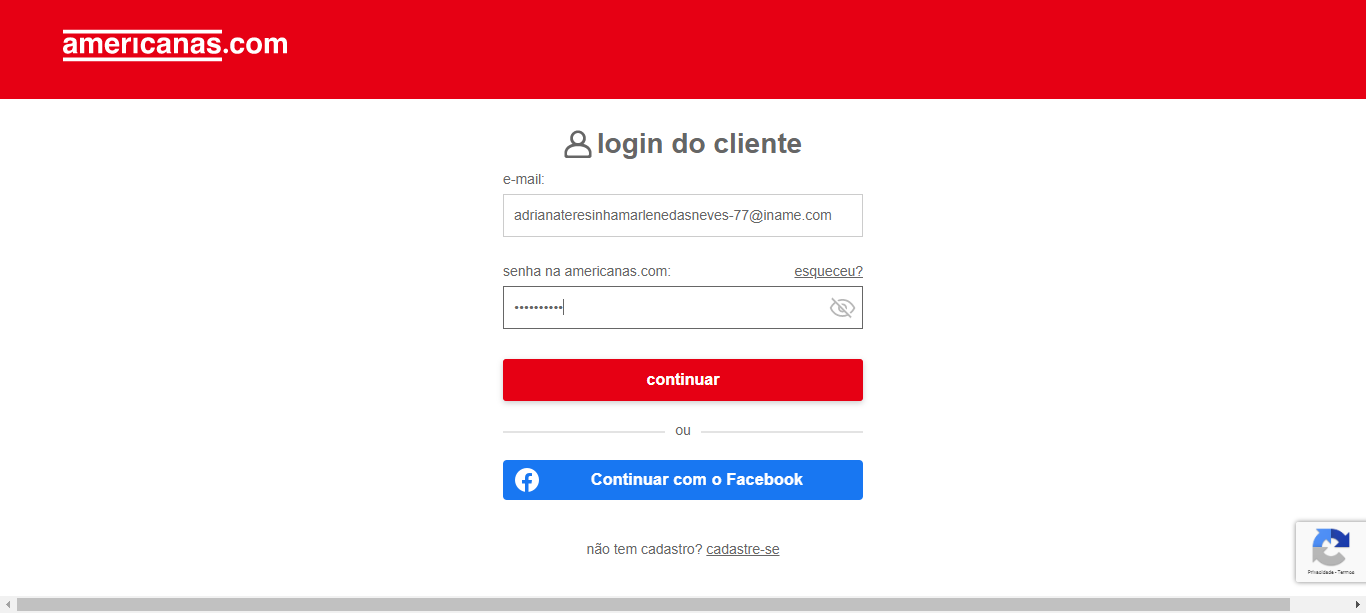 americanas.com
login do cliente
e-mail:
adrianateresinhamarlenedasneves-77@iname.com
senha na americanas.com: esqueceu?
••••••••••
continuar
ou
Continuar com o Facebook
não tem cadastro? cadastre-se
Privacidade - Termos